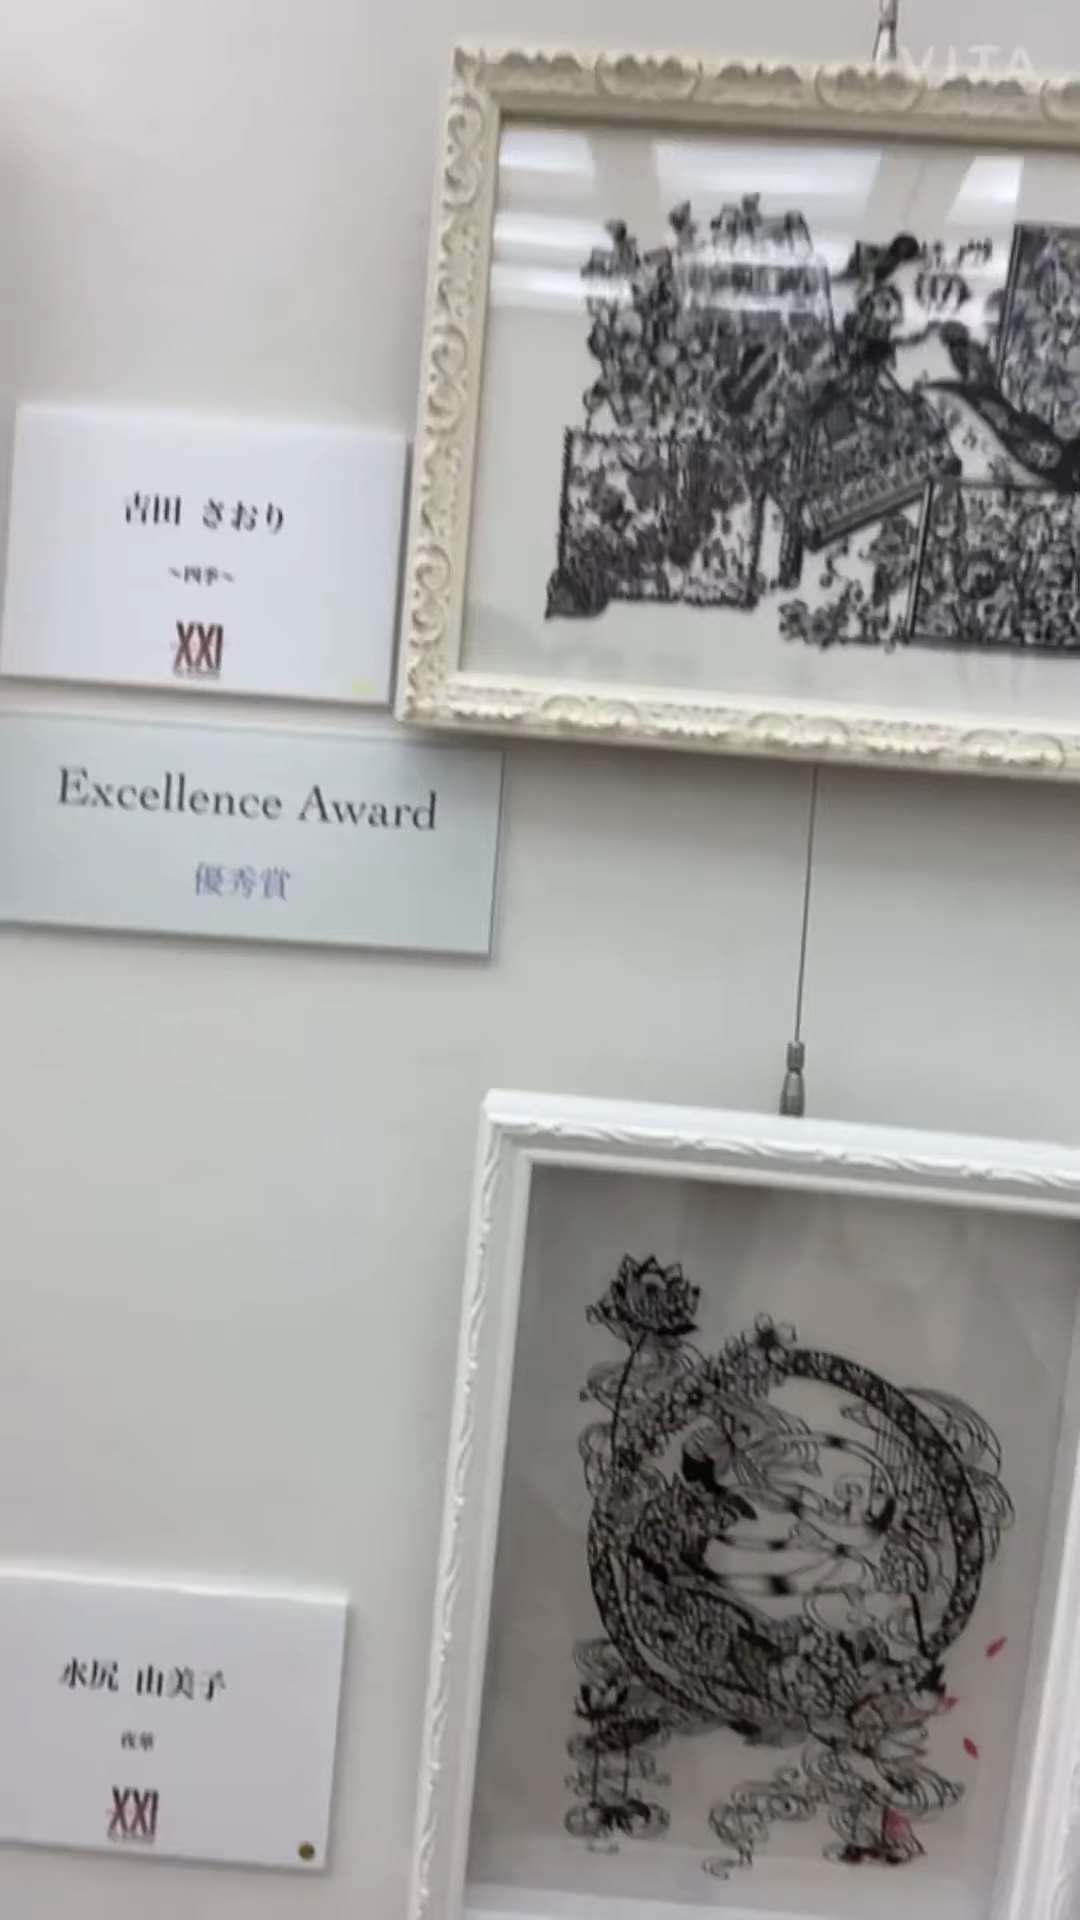 VITA
吉田 さおり
~四季~
XXI
Excellence Award
優秀賞
水尻 由美子
夜華
XXI